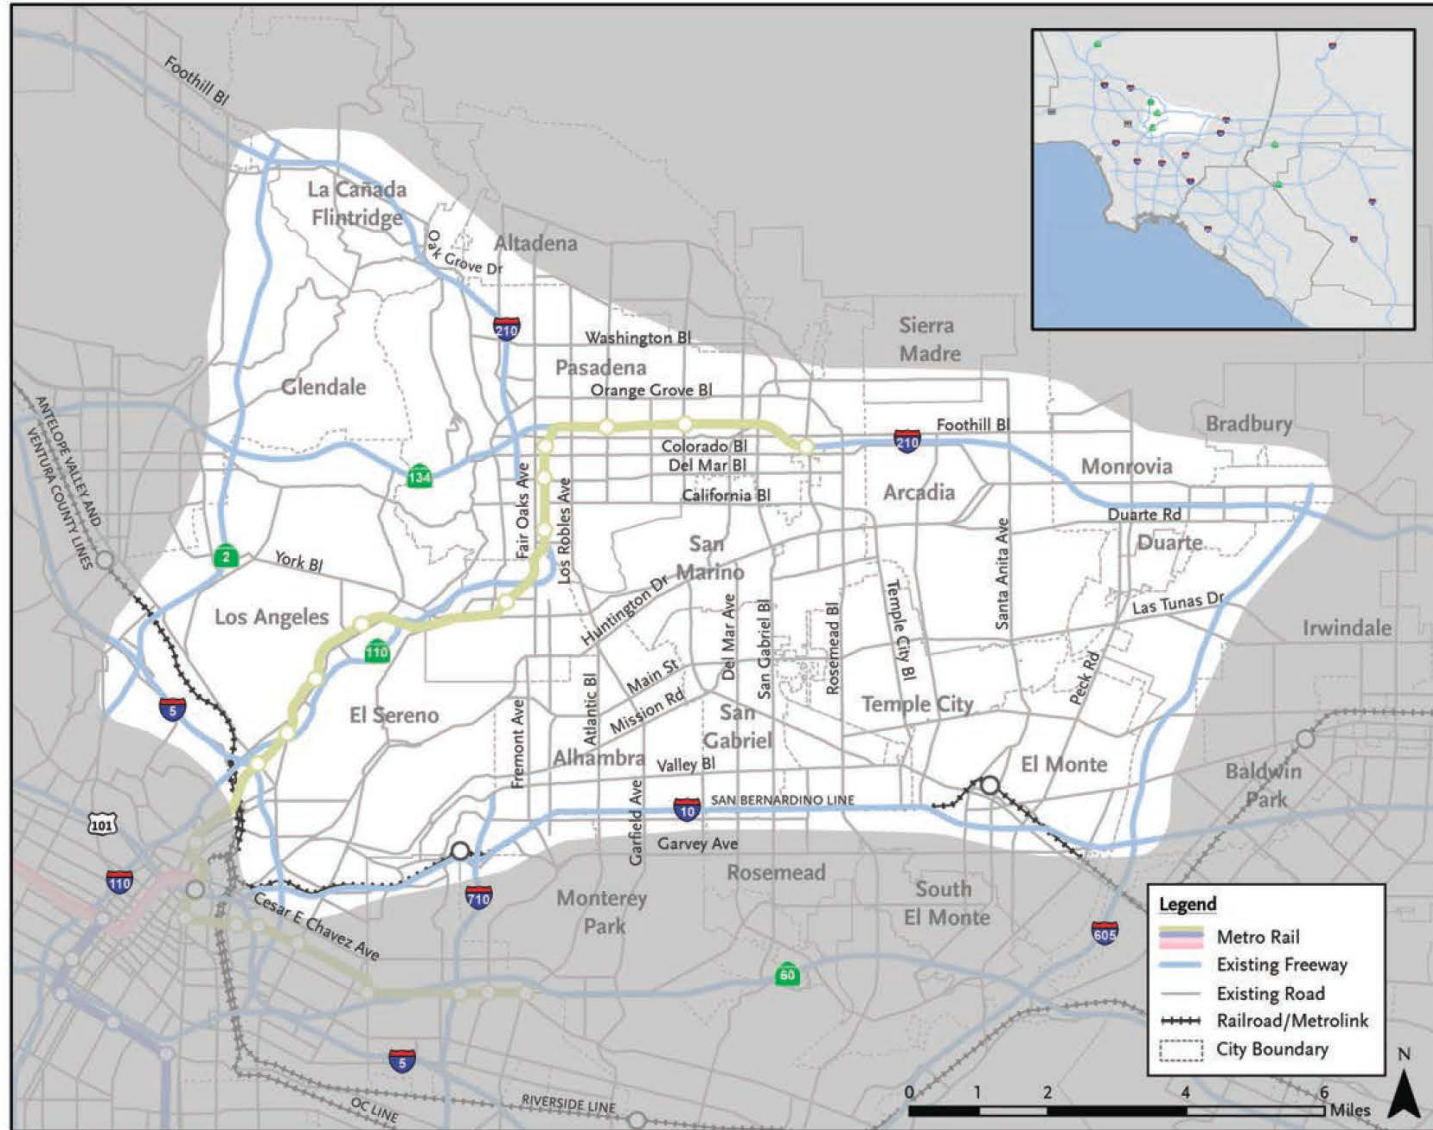 Foothill Bl
La Cañada
Flintridge
Altadena
Oak Grove Dr
210
Washington Bl
Sierra
Madre
Pasadena
Glendale
Orange Grove Bl
ANTELOPE VALLEY AND
VENTURA COUNTY LINES
Foothill Bl
Bradbury
Colorado Bl
210
Del Mar Bl
Monrovia
134
California Bl
Arcadia
Fair Oaks Ave
Los Robles Ave
Duarte Rd
2
York Bl
San
Marino
Santa Anita Ave
Duarte
Los Angeles
Huntington Dr
Del Mar Ave
San Gabriel Bl
Rosemead Bl
Temple City Bl
Las Tunas Dr
Irwindale
110
Main St
Peck Rd
5
El Sereno
Mission Rd
Atlantic Bl
Fremont Ave
San
Gabriel
Temple City
Alhambra
Valley Bl
El Monte
Baldwin
Park
101
Garfield Ave
10
SAN BERNARDINO LINE
Garvey Ave
110
710
Rosemead
Monterey
Park
South
El Monte
Cesar E Chavez Ave
605
60
5
OC LINE
RIVERSIDE LINE
Legend
Metro Rail
Existing Freeway
Existing Road
Railroad/Metrolink
City Boundary
N
0 1 2 4 6
Miles